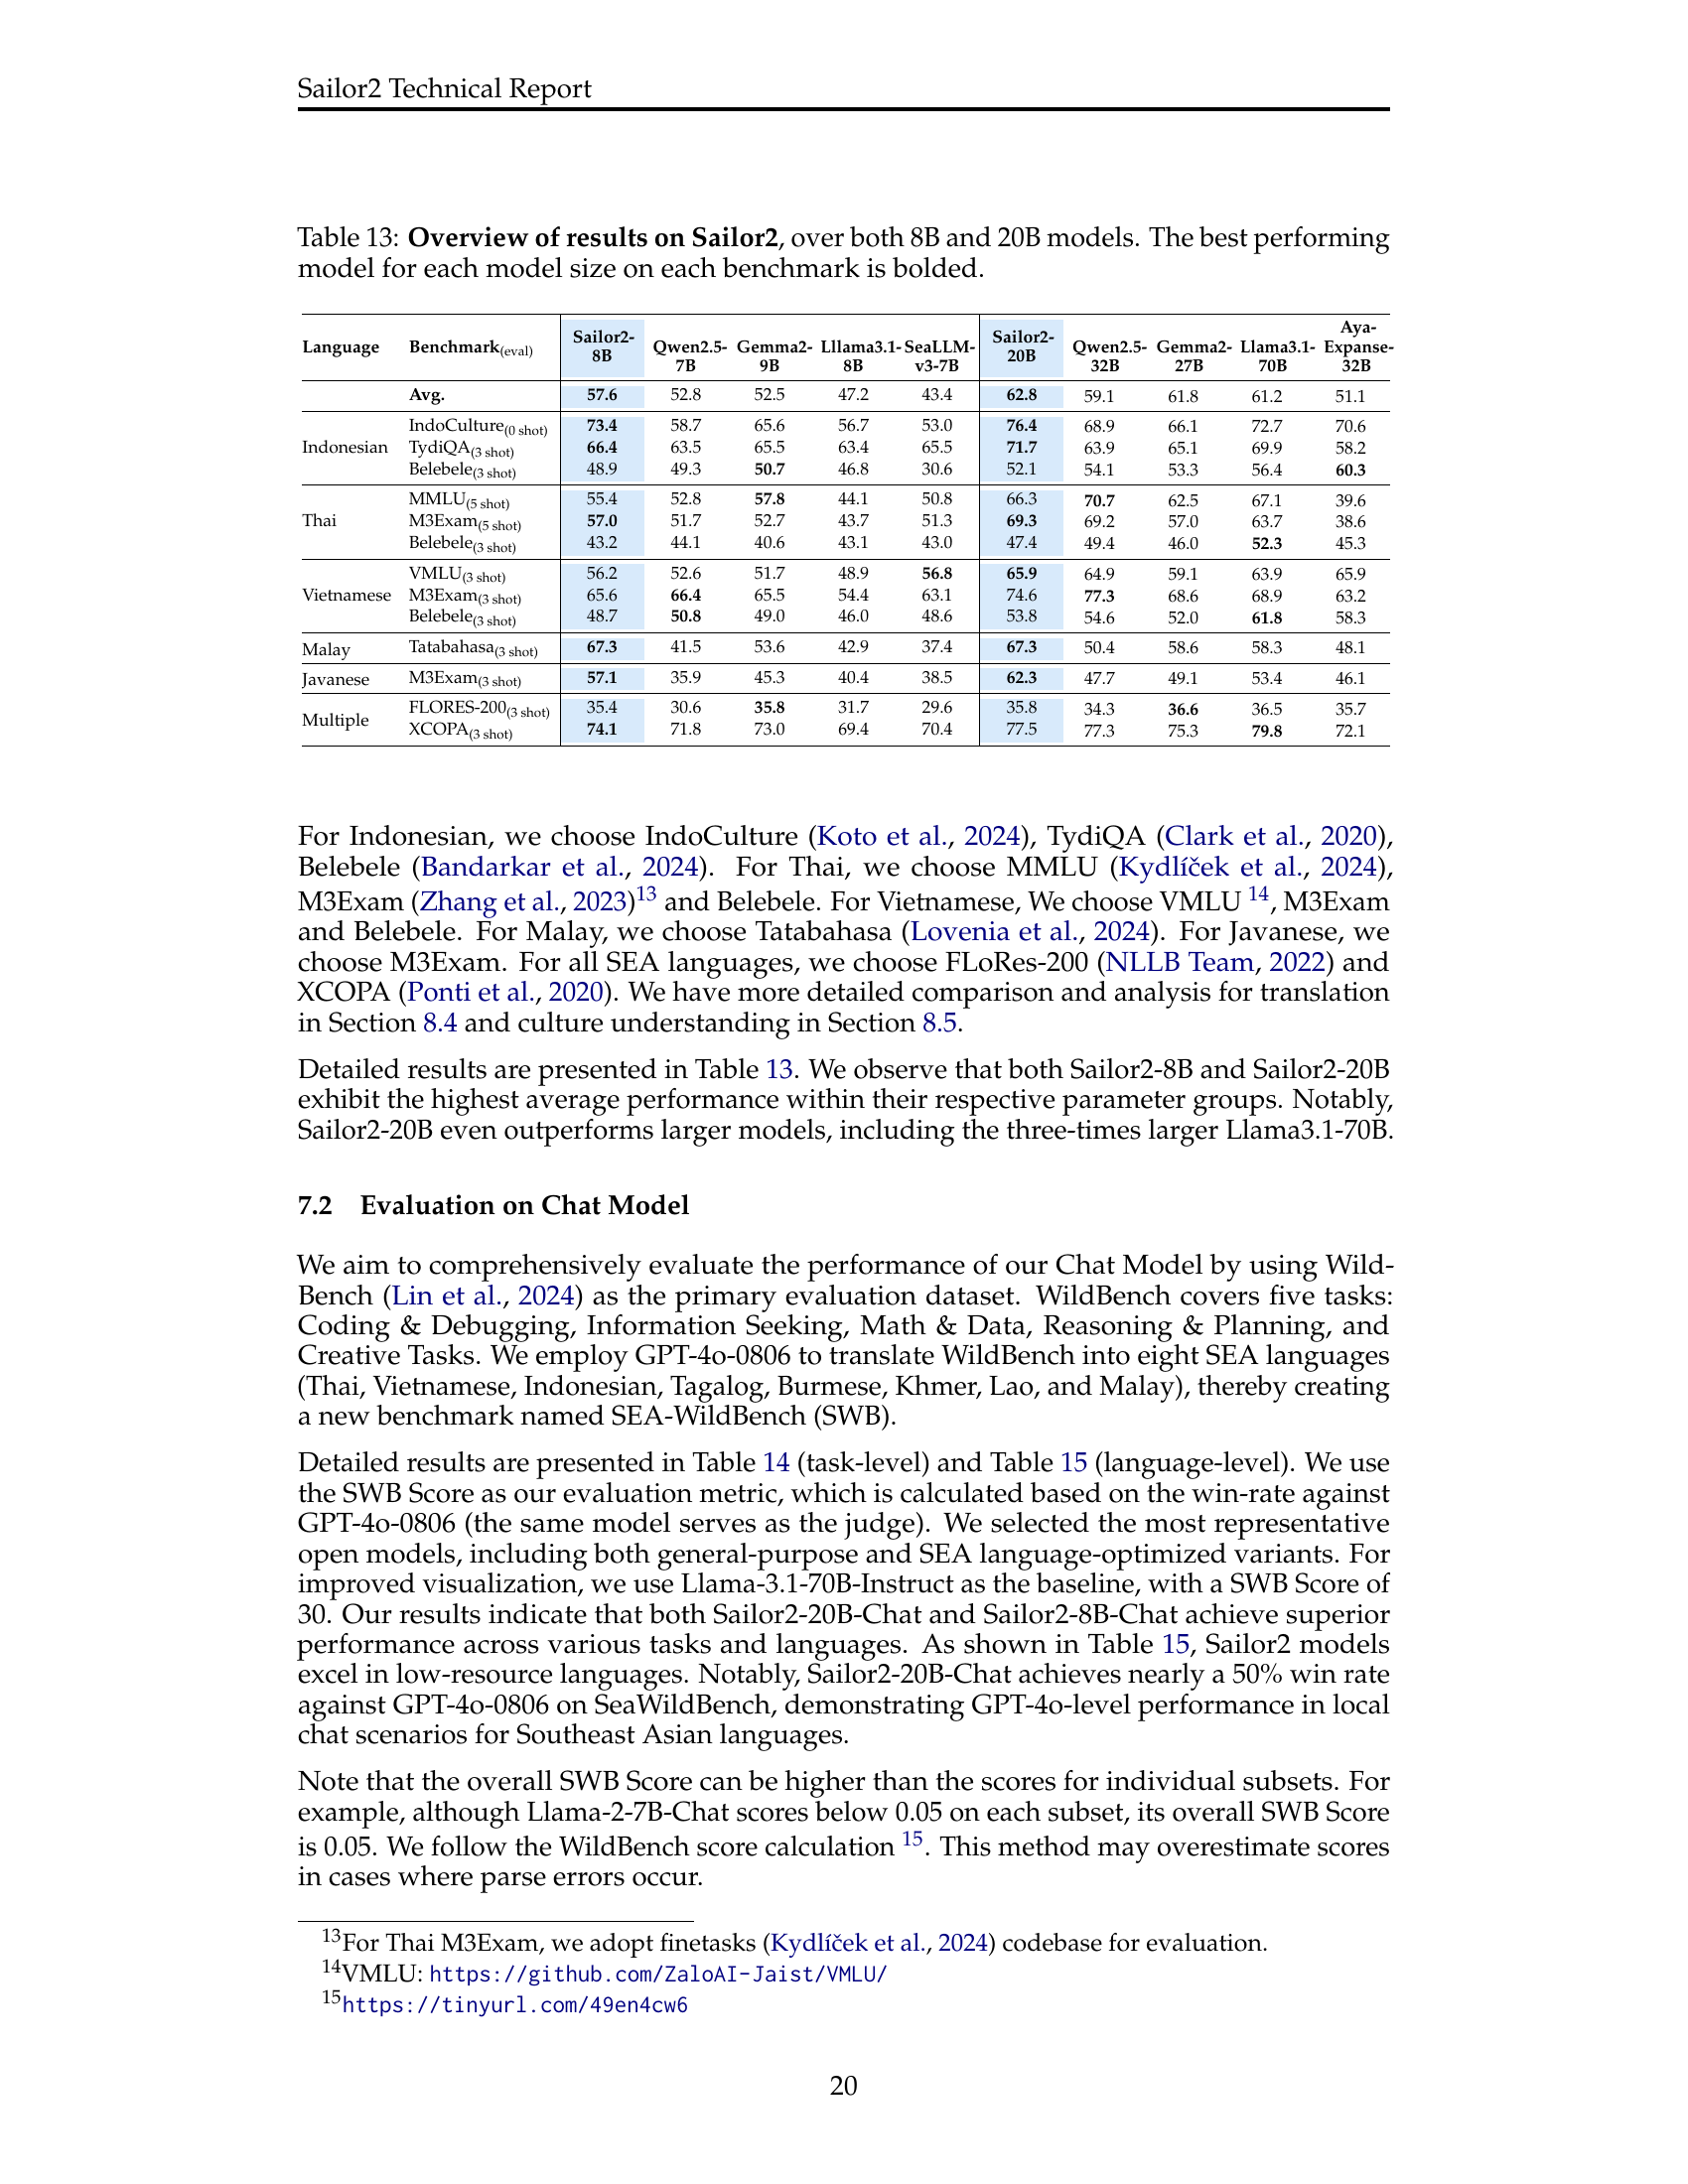 Sailor2 Technical Report
Table 13: Overview of results on Sailor2, over both 8B and 20B models. The best performing
model for each model size on each benchmark is bolded.
Language Benchmark(eval) Sailor2-8B Qwen2.5-7B Gemma2-9B Lllama3.1-8B SeaLLM-v3-7B Sailor2-20B Qwen2.5-32B Gemma2-27B Llama3.1-70B Aya-Expanse-32B
Avg. 57.6 52.8 52.5 47.2 43.4 62.8 59.1 61.8 61.2 51.1
Indonesian IndoCulture(0 shot) 73.4 58.7 65.6 56.7 53.0 76.4 68.9 66.1 72.7 70.6
TydiQA(3 shot) 66.4 63.5 65.5 63.4 65.5 71.7 63.9 65.1 69.9 58.2
Belebele(3 shot) 48.9 49.3 50.7 46.8 30.6 52.1 54.1 53.3 56.4 60.3
Thai MMLU(5 shot) 55.4 52.8 57.8 44.1 50.8 66.3 70.7 62.5 67.1 39.6
M3Exam(5 shot) 57.0 51.7 52.7 43.7 51.3 69.3 69.2 57.0 63.7 38.6
Belebele(3 shot) 43.2 44.1 40.6 43.1 43.0 47.4 49.4 46.0 52.3 45.3
Vietnamese VMLU(3 shot) 56.2 52.6 51.7 48.9 56.8 65.9 64.9 59.1 63.9 65.9
M3Exam(3 shot) 65.6 66.4 65.5 54.4 63.1 74.6 77.3 68.6 68.9 63.2
Belebele(3 shot) 48.7 50.8 49.0 46.0 48.6 53.8 54.6 52.0 61.8 58.3
Malay Tatabahasa(3 shot) 67.3 41.5 53.6 42.9 37.4 67.3 50.4 58.6 58.3 48.1
Javanese M3Exam(3 shot) 57.1 35.9 45.3 40.4 38.5 62.3 47.7 49.1 53.4 46.1
Multiple FLORES-200(3 shot) 35.4 30.6 35.8 31.7 29.6 35.8 34.3 36.6 36.5 35.7
XCOPA(3 shot) 74.1 71.8 73.0 69.4 70.4 77.5 77.3 75.3 79.8 72.1
For Indonesian, we choose IndoCulture (Koto et al., 2024), TydiQA (Clark et al., 2020),
Belebele (Bandarkar et al., 2024). For Thai, we choose MMLU (Kydlíček et al., 2024),
M3Exam (Zhang et al., 2023)13 and Belebele. For Vietnamese, We choose VMLU 14, M3Exam
and Belebele. For Malay, we choose Tatabahasa (Lovenia et al., 2024). For Javanese, we
choose M3Exam. For all SEA languages, we choose FLoRes-200 (NLLB Team, 2022) and
XCOPA (Ponti et al., 2020). We have more detailed comparison and analysis for translation
in Section 8.4 and culture understanding in Section 8.5.
Detailed results are presented in Table 13. We observe that both Sailor2-8B and Sailor2-20B
exhibit the highest average performance within their respective parameter groups. Notably,
Sailor2-20B even outperforms larger models, including the three-times larger Llama3.1-70B.
7.2 Evaluation on Chat Model
We aim to comprehensively evaluate the performance of our Chat Model by using Wild-
Bench (Lin et al., 2024) as the primary evaluation dataset. WildBench covers five tasks:
Coding & Debugging, Information Seeking, Math & Data, Reasoning & Planning, and
Creative Tasks. We employ GPT-4o-0806 to translate WildBench into eight SEA languages
(Thai, Vietnamese, Indonesian, Tagalog, Burmese, Khmer, Lao, and Malay), thereby creating
a new benchmark named SEA-WildBench (SWB).
Detailed results are presented in Table 14 (task-level) and Table 15 (language-level). We use
the SWB Score as our evaluation metric, which is calculated based on the win-rate against
GPT-4o-0806 (the same model serves as the judge). We selected the most representative
open models, including both general-purpose and SEA language-optimized variants. For
improved visualization, we use Llama-3.1-70B-Instruct as the baseline, with a SWB Score of
30. Our results indicate that both Sailor2-20B-Chat and Sailor2-8B-Chat achieve superior
performance across various tasks and languages. As shown in Table 15, Sailor2 models
excel in low-resource languages. Notably, Sailor2-20B-Chat achieves nearly a 50% win rate
against GPT-4o-0806 on SeaWildBench, demonstrating GPT-4o-level performance in local
chat scenarios for Southeast Asian languages.
Note that the overall SWB Score can be higher than the scores for individual subsets. For
example, although Llama-2-7B-Chat scores below 0.05 on each subset, its overall SWB Score
is 0.05. We follow the WildBench score calculation 15. This method may overestimate scores
in cases where parse errors occur.
13For Thai M3Exam, we adopt finetasks (Kydlíček et al., 2024) codebase for evaluation.
14VMLU: https://github.com/ZaloAI-Jaist/VMLU/
15https://tinyurl.com/49en4cw6
20